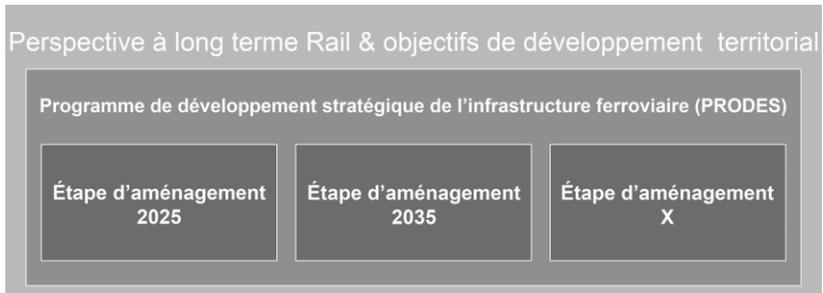 Perspective à long terme Rail & objectifs de développement territorial
Programme de développement stratégique de l’infrastructure ferroviaire (PRODES)
Étape d’aménagement
2025
Étape d’aménagement
2035
Étape d’aménagement
X